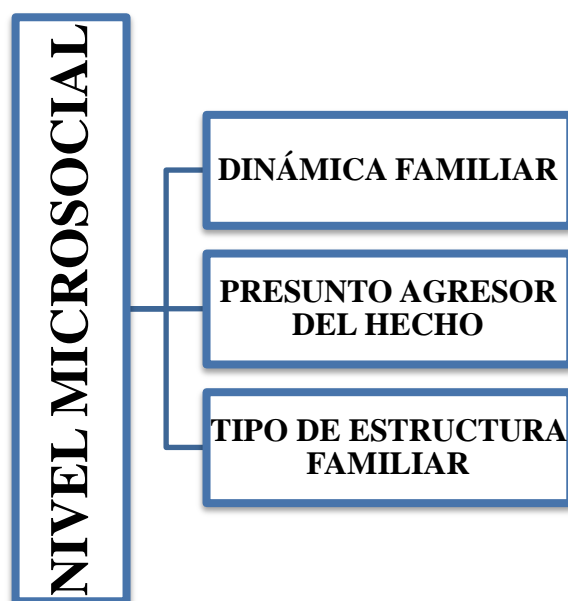 NIVEL MICROSOCIAL
DINÁMICA FAMILIAR
PRESUNTO AGRESOR
DEL HECHO
TIPO DE ESTRUCTURA
FAMILIAR